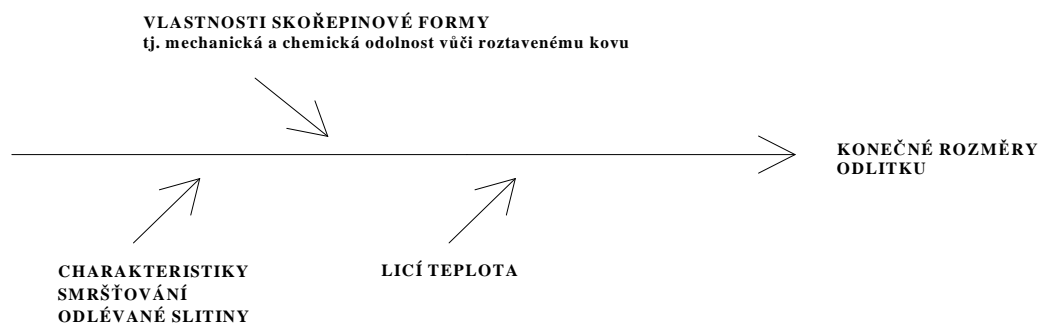 VLASTNOSTI SKOŘEPINOVÉ FORMY
tj. mechanická a chemická odolnost vůči roztavenému kovu
KONEČNÉ ROZMĚRY
ODLITKU
CHARAKTERISTIKY
SMRŠŤOVÁNÍ
ODLÉVANÉ SLITINY
LICÍ TEPLOTA